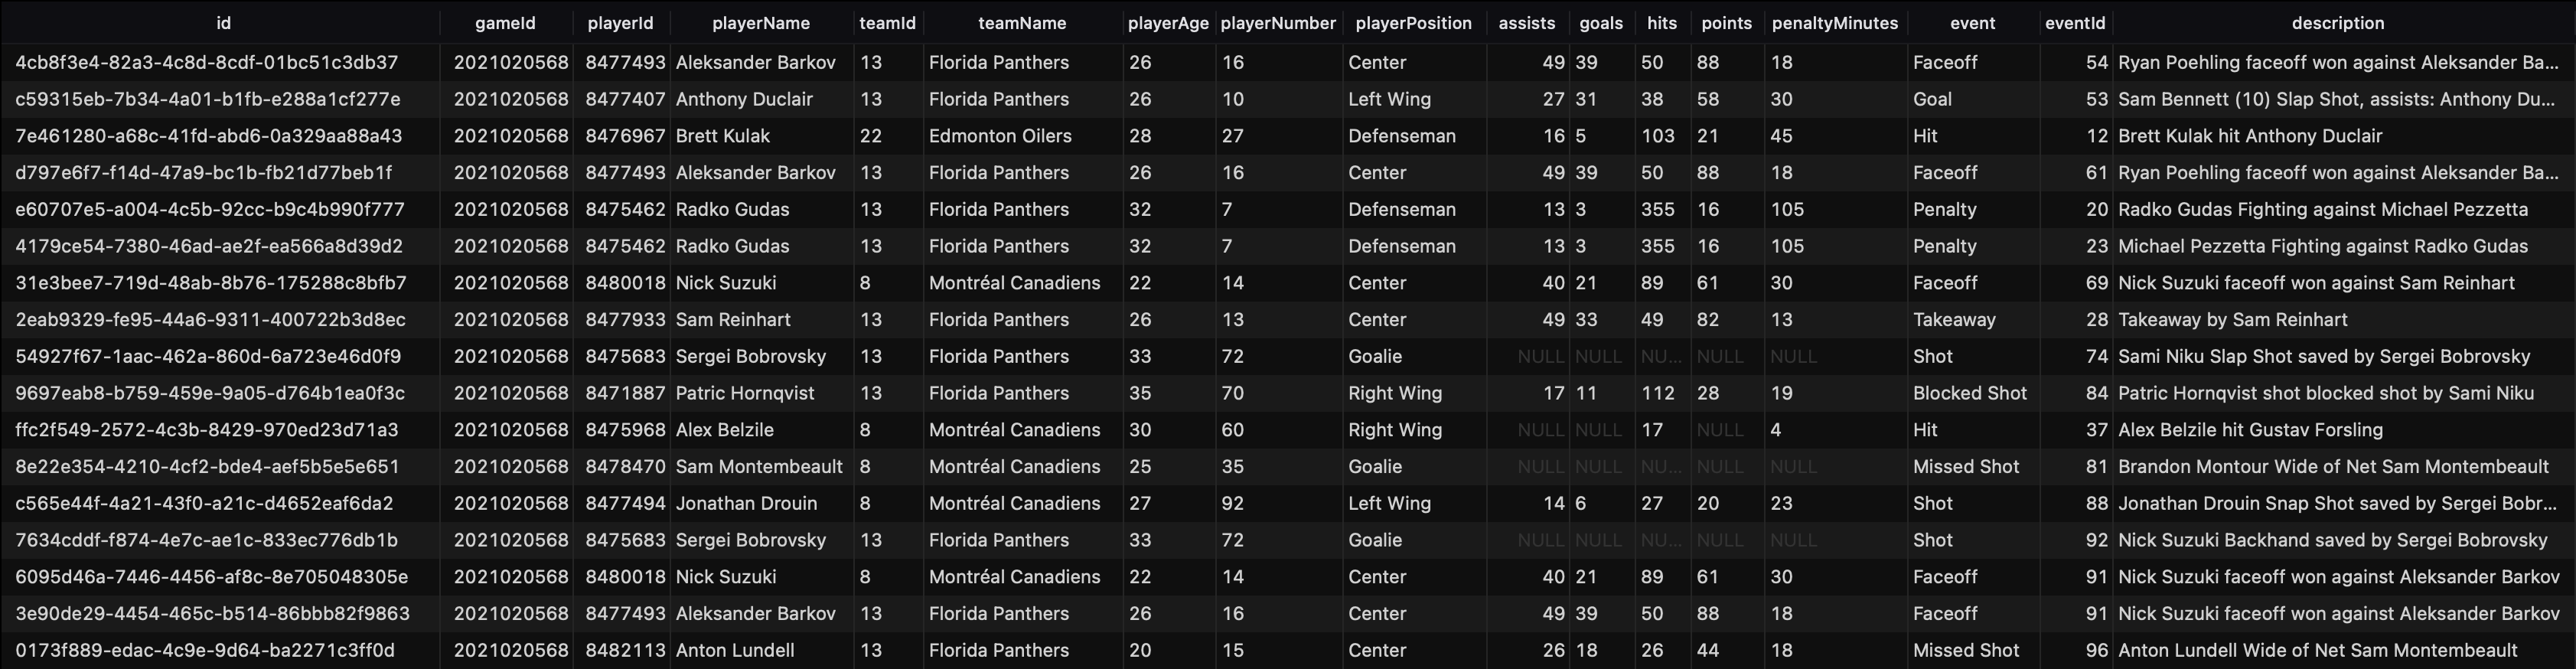 id gameId playerId playerName teamId teamName playerAge playerNumber playerPosition assists goals hits points penaltyMinutes event eventId description
4cb8f3e4-82a3-4c8d-8cdf-01bc51c3db37 2021020568 8477493 Aleksander Barkov 13 Florida Panthers 26 16 Center 49 39 50 88 18 Faceoff 54 Ryan Poehling faceoff won against Aleksander Ba...
c59315eb-7b34-4a01-b1fb-e288a1cf277e 2021020568 8477407 Anthony Duclair 13 Florida Panthers 26 10 Left Wing 27 31 38 58 30 Goal 53 Sam Bennett (10) Slap Shot, assists: Anthony Du...
7e461280-a68c-41fd-abd6-0a329aa88a43 2021020568 8476967 Brett Kulak 22 Edmonton Oilers 28 27 Defenseman 16 5 103 21 45 Hit 12 Brett Kulak hit Anthony Duclair
d797e6f7-f14d-47a9-bc1b-fb21d77beb1f 2021020568 8477493 Aleksander Barkov 13 Florida Panthers 26 16 Center 49 39 50 88 18 Faceoff 61 Ryan Poehling faceoff won against Aleksander Ba...
e60707e5-a004-4c5b-92cc-b9c4b990f777 2021020568 8475462 Radko Gudas 13 Florida Panthers 32 7 Defenseman 13 3 355 16 105 Penalty 20 Radko Gudas Fighting against Michael Pezzetta
4179ce54-7380-46ad-ae2f-ea566a8d39d2 2021020568 8475462 Radko Gudas 13 Florida Panthers 32 7 Defenseman 13 3 355 16 105 Penalty 23 Michael Pezzetta Fighting against Radko Gudas
31e3bee7-719d-48ab-8b76-175288c8bfb7 2021020568 8480018 Nick Suzuki 8 Montréal Canadiens 22 14 Center 40 21 89 61 30 Faceoff 69 Nick Suzuki faceoff won against Sam Reinhart
2eab9329-fe95-44a6-9311-400722b3d8ec 2021020568 8477933 Sam Reinhart 13 Florida Panthers 26 13 Center 49 33 49 82 13 Takeaway 28 Takeaway by Sam Reinhart
54927f67-1aac-462a-860d-6a723e46d0f9 2021020568 8475683 Sergei Bobrovsky 13 Florida Panthers 33 72 Goalie NULL NULL NU... NULL NULL Shot 74 Sami Niku Slap Shot saved by Sergei Bobrovsky
9697eab8-b759-459e-9a05-d764b1ea0f3c 2021020568 8471887 Patric Hornqvist 13 Florida Panthers 35 70 Right Wing 17 11 112 28 19 Blocked Shot 84 Patric Hornqvist shot blocked shot by Sami Niku
ffc2f549-2572-4c3b-8429-970ed23d71a3 2021020568 8475968 Alex Belzile 8 Montréal Canadiens 30 60 Right Wing NULL NULL 17 NULL 4 Hit 37 Alex Belzile hit Gustav Forsling
8e22e354-4210-4cf2-bde4-aef5b5e5e651 2021020568 8478470 Sam Montembeault 8 Montréal Canadiens 25 35 Goalie NULL NULL NU... NULL NULL Missed Shot 81 Brandon Montour Wide of Net Sam Montembeault
c565e44f-4a21-43f0-a21c-d4652eaf6da2 2021020568 8477494 Jonathan Drouin 8 Montréal Canadiens 27 92 Left Wing 14 6 27 20 23 Shot 88 Jonathan Drouin Snap Shot saved by Sergei Bobr...
7634cddf-f874-4e7c-ae1c-833ec776db1b 2021020568 8475683 Sergei Bobrovsky 13 Florida Panthers 33 72 Goalie NULL NULL NU... NULL NULL Shot 92 Nick Suzuki Backhand saved by Sergei Bobrovsky
6095d46a-7446-4456-af8c-8e705048305e 2021020568 8480018 Nick Suzuki 8 Montréal Canadiens 22 14 Center 40 21 89 61 30 Faceoff 91 Nick Suzuki faceoff won against Aleksander Barkov
3e90de29-4454-465c-b514-86bbb82f9863 2021020568 8477493 Aleksander Barkov 13 Florida Panthers 26 16 Center 49 39 50 88 18 Faceoff 91 Nick Suzuki faceoff won against Aleksander Barkov
0173f889-edac-4c9e-9d64-ba2271c3ff0d 2021020568 8482113 Anton Lundell 13 Florida Panthers 20 15 Center 26 18 26 44 18 Missed Shot 96 Anton Lundell Wide of Net Sam Montembeault